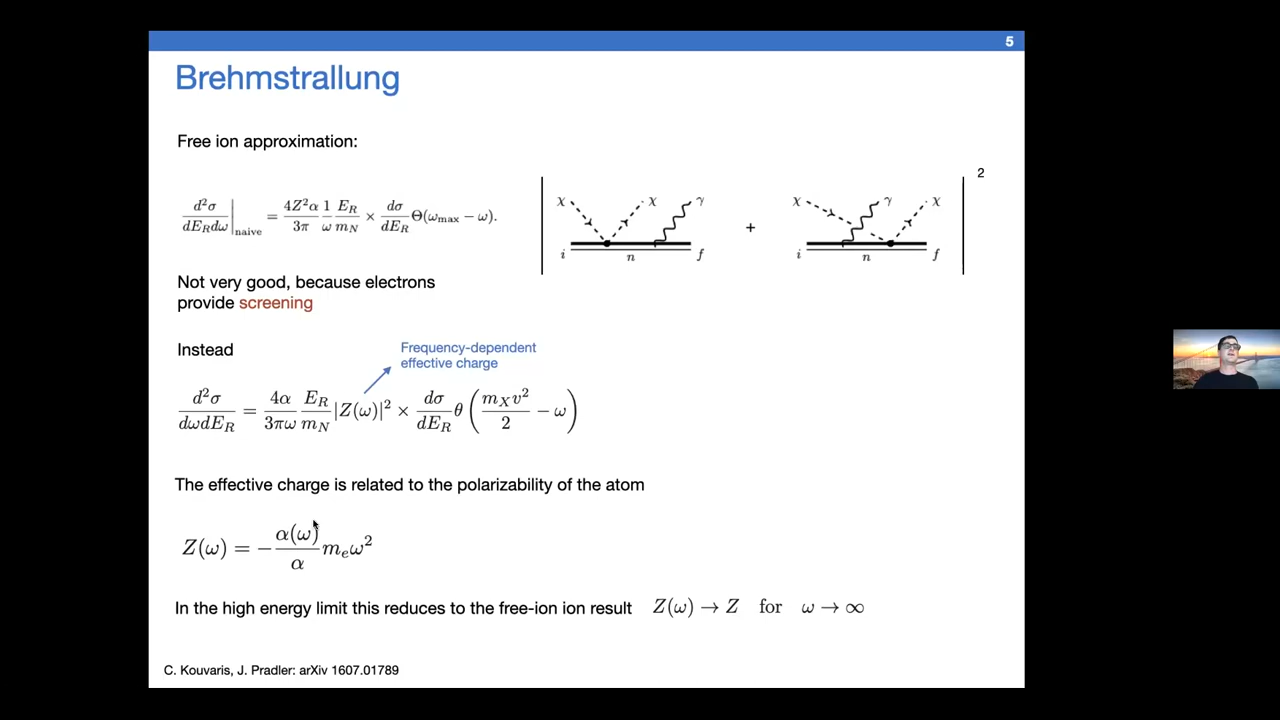 5
Brehmstrallung
Free ion approximation:
2
d²σ/dE_R dω |_naive = 4Z²α/3π 1/ω E_R/m_N × dσ/dE_R Θ(ω_max − ω).
χ χ γ χ γ χ
+
i n f i n f
Not very good, because electrons
provide screening
Instead
Frequency-dependent
effective charge
d²σ/dωdE_R = 4α/3πω E_R/m_N |Z(ω)|² × dσ/dE_R θ(m_X v²/2 − ω)
The effective charge is related to the polarizability of the atom
Z(ω) = − α(ω)/α m_e ω²
In the high energy limit this reduces to the free-ion ion result Z(ω) → Z for ω → ∞
C. Kouvaris, J. Pradler: arXiv 1607.01789